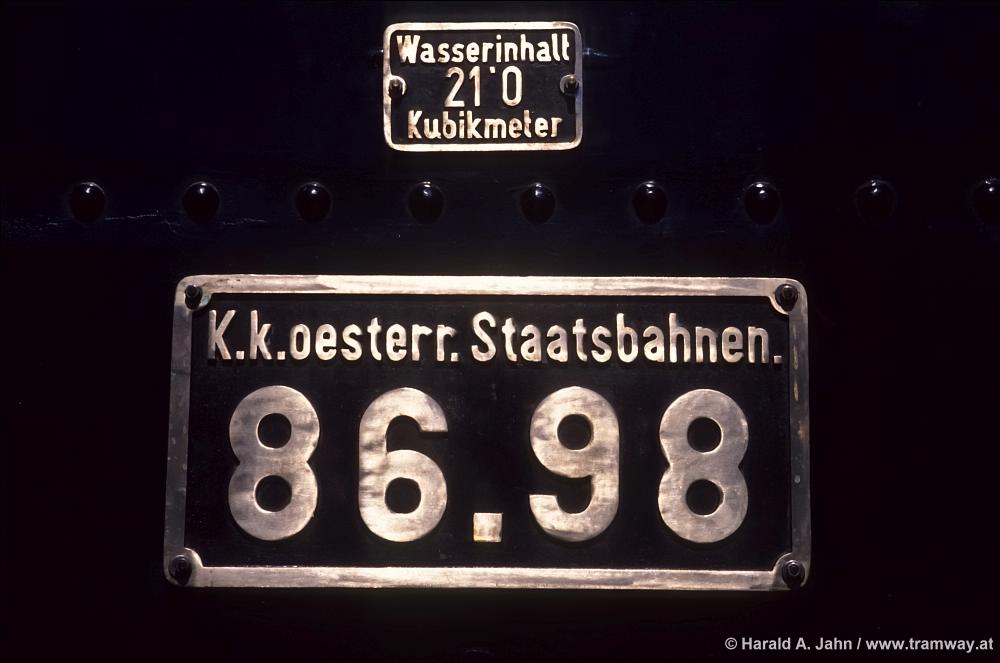 Wasserinhalt
21'0
Kubikmeter
K.k.oesterr. Staatsbahnen.
86.98
© Harald A. Jahn / www.tramway.at